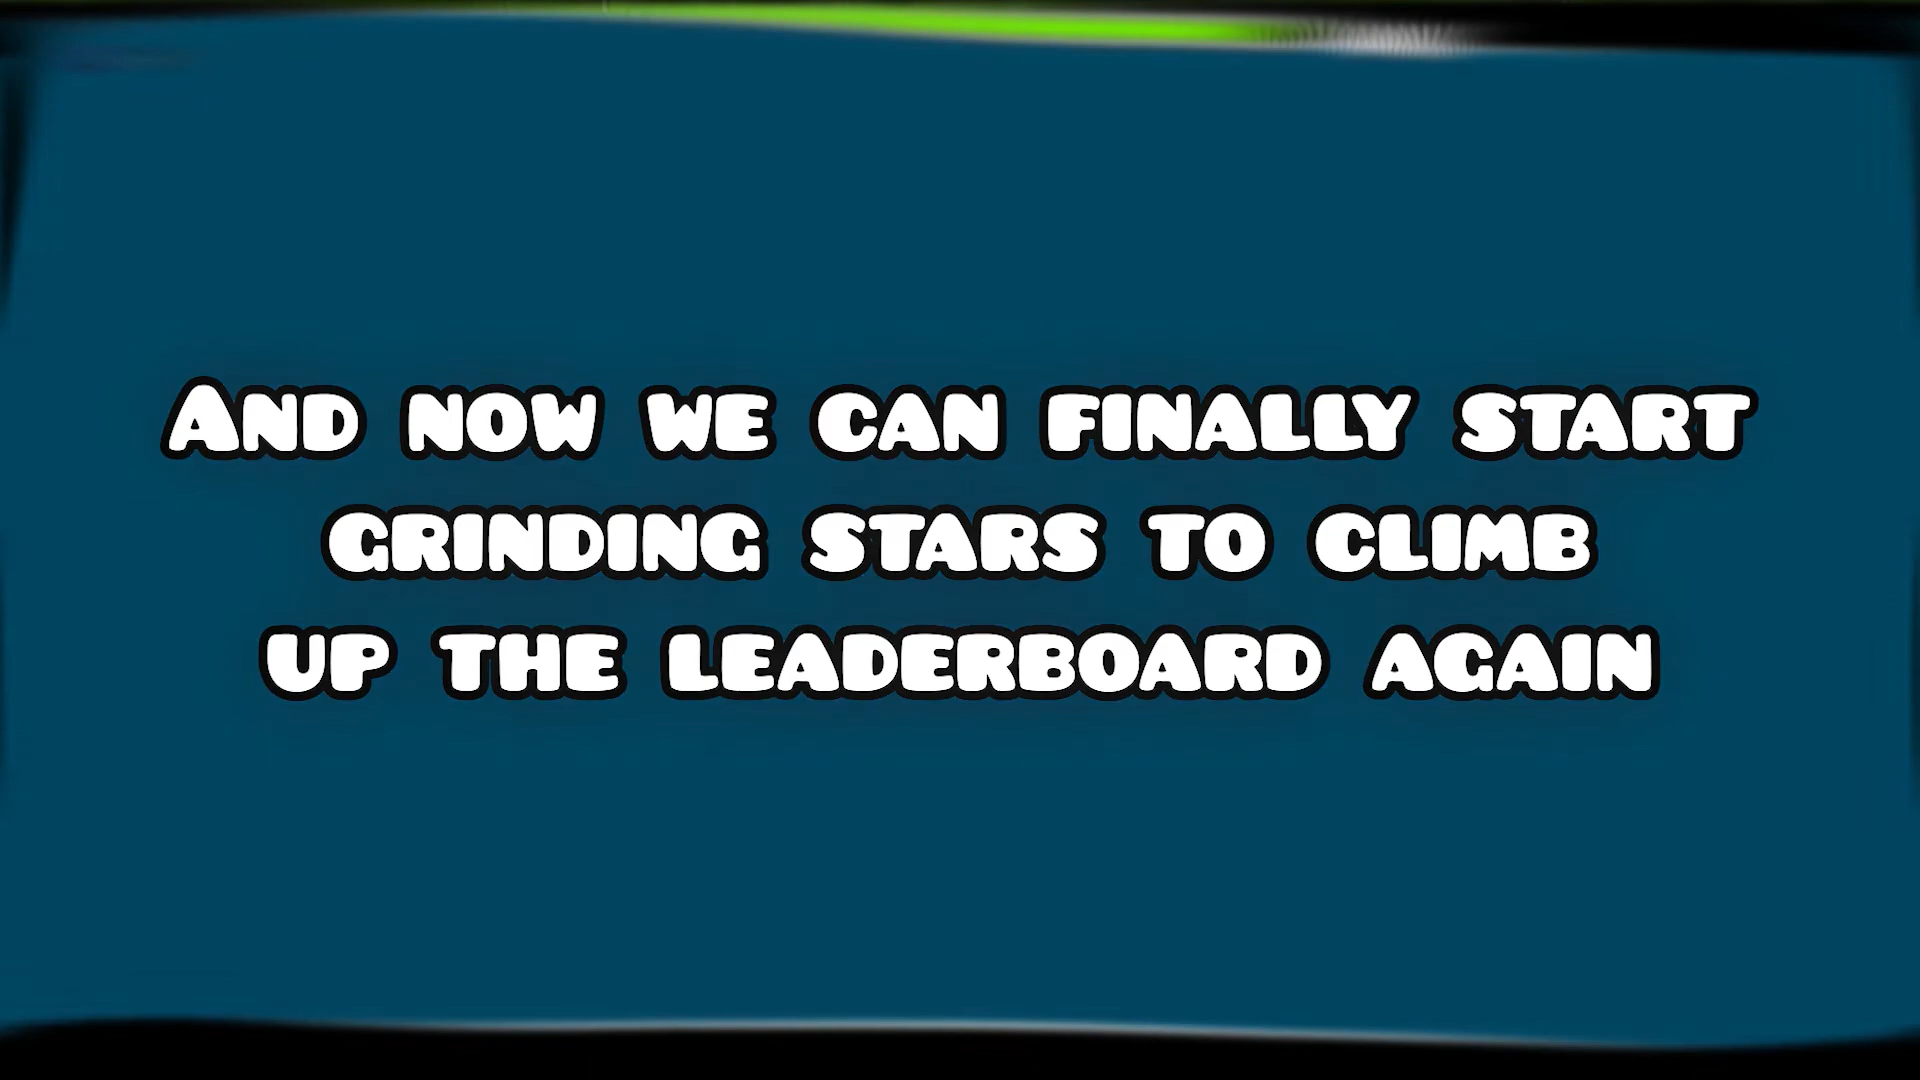 And now we can finally start
grinding stars to climb
up the leaderboard again